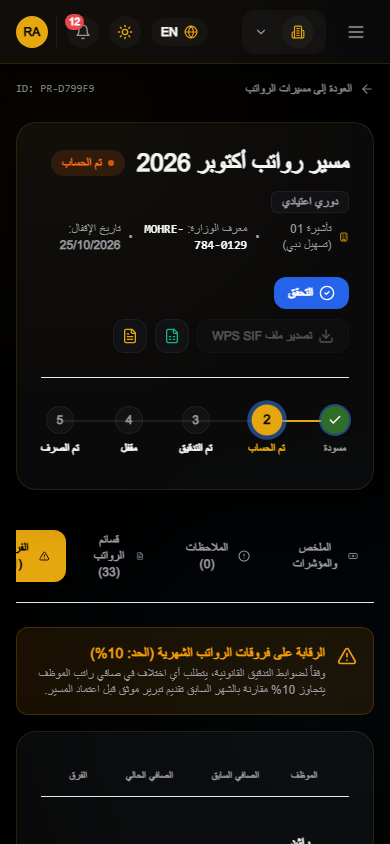 RA
12
EN
العودة إلى مسيرات الرواتب
ID: PR-D799F9
مسير رواتب أكتوبر 2026
تم الحساب
دوري اعتيادي
تأشيرة 01 (تسهيل نبي)
•
معرف الوزارة: MOHRE-784-0129
•
تاريخ الإقفال: 25/10/2026
التحقق
تصدير ملف WPS SIF
مسودة
2
تم الحساب
3
تم التدقيق
4
مقفل
5
تم الصرف
الملخص والمؤشرات
الملاحظات (0)
قسائم الرواتب (33)
الفر
الرقابة على فروقات الرواتب الشهرية (الحد: 10%)
وفقاً لضوابط التدقيق القانونية، يتطلب أي اختلاف في صافي راتب الموظف
يتجاوز 10% مقارنة بالشهر السابق تقديم تبرير موثق قبل اعتماد المسير.
الموظف
الصافي السابق
الصافي الحالي
الفرق